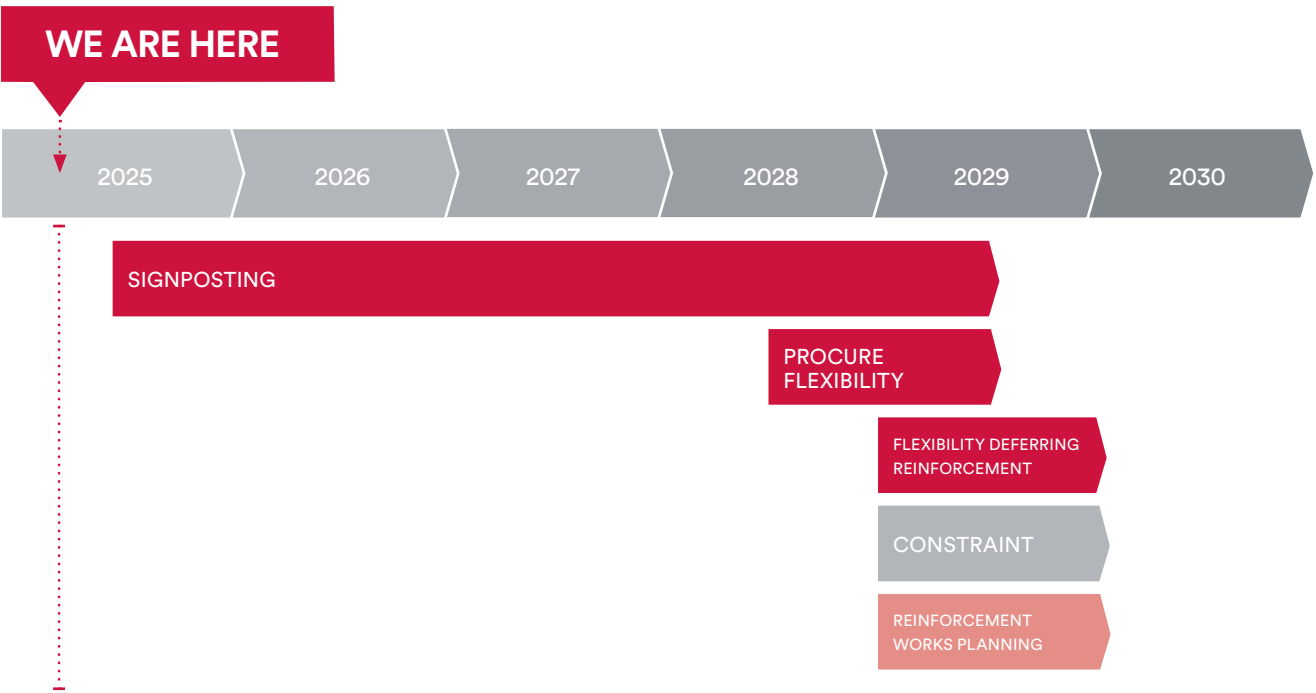 WE ARE HERE
2025
2026
2027
2028
2029
2030
SIGNPOSTING
PROCURE
FLEXIBILITY
FLEXIBILITY DEFERRING
REINFORCEMENT
CONSTRAINT
REINFORCEMENT
WORKS PLANNING